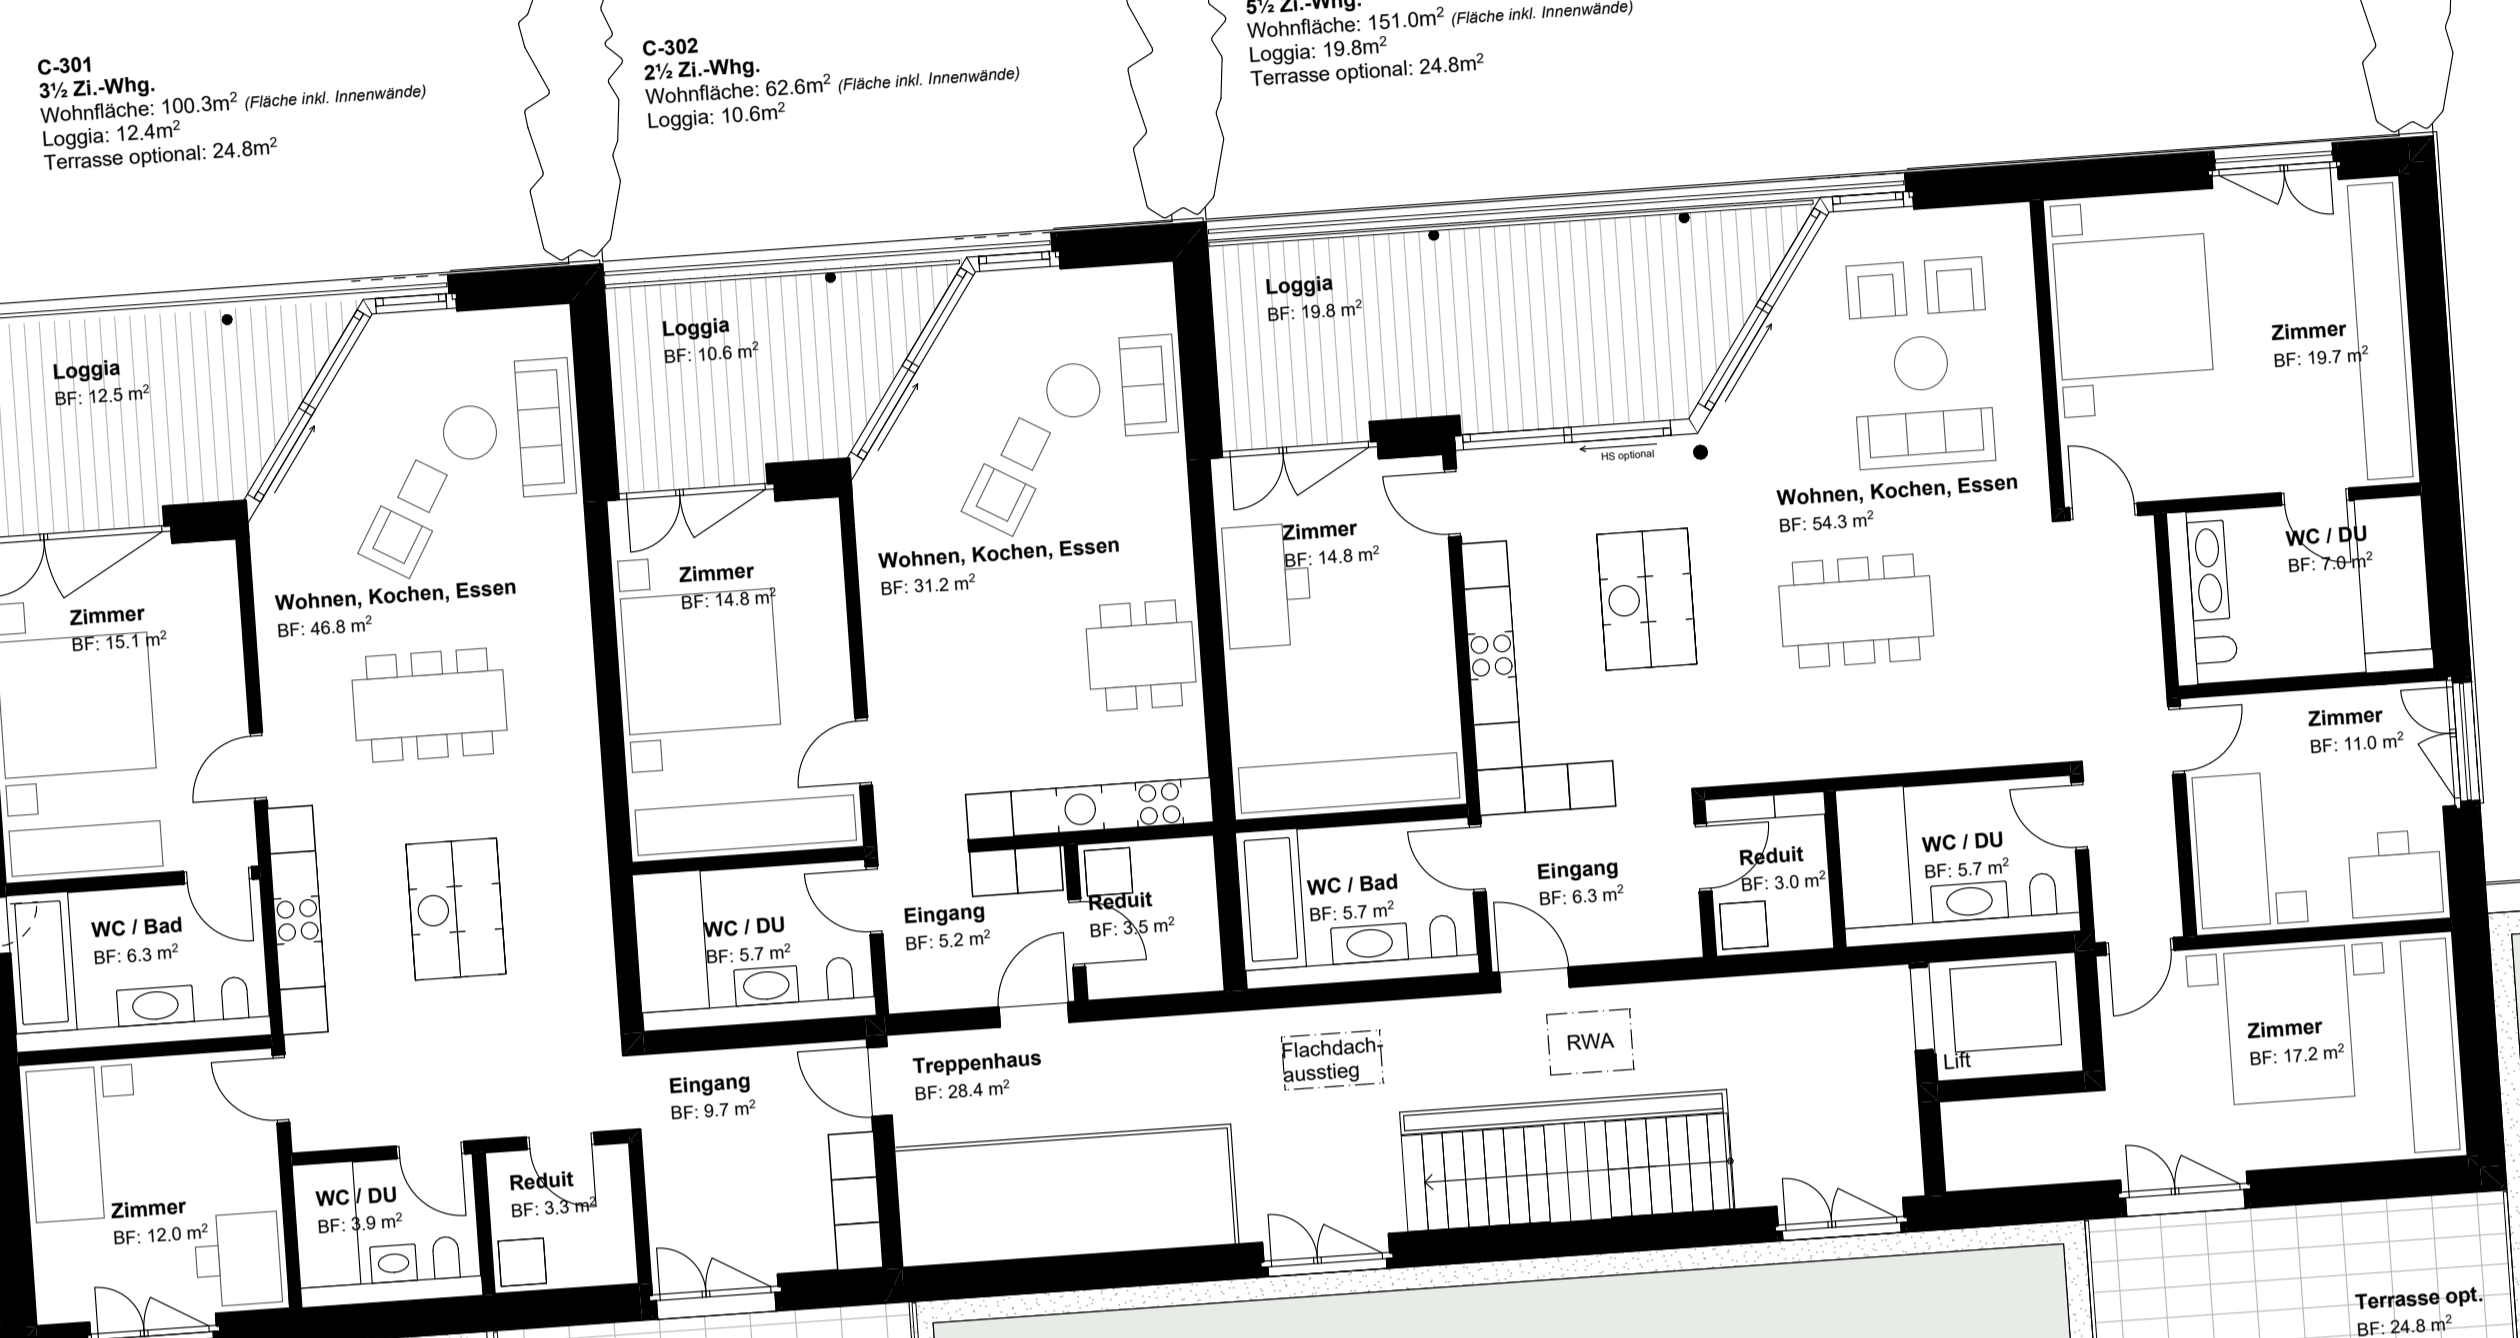 C-301
3½ Zi.-Whg.
Wohnfläche: 100.3m² (Fläche inkl. Innenwände)
Loggia: 12.4m²
Terrasse optional: 24.8m²
C-302
2½ Zi.-Whg.
Wohnfläche: 62.6m² (Fläche inkl. Innenwände)
Loggia: 10.6m²
5½ Zi.-Whg.
Wohnfläche: 151.0m² (Fläche inkl. Innenwände)
Loggia: 19.8m²
Terrasse optional: 24.8m²
Loggia
BF: 12.5 m²
Loggia
BF: 10.6 m²
Loggia
BF: 19.8 m²
Zimmer
BF: 19.7 m²
HS optional
Wohnen, Kochen, Essen
BF: 54.3 m²
Zimmer
BF: 14.8 m²
WC / DU
BF: 7.0 m²
Wohnen, Kochen, Essen
BF: 31.2 m²
Zimmer
BF: 14.8 m²
Wohnen, Kochen, Essen
BF: 46.8 m²
Zimmer
BF: 15.1 m²
Zimmer
BF: 11.0 m²
WC / Bad
BF: 6.3 m²
WC / DU
BF: 5.7 m²
Eingang
BF: 5.2 m²
Reduit
BF: 3.5 m²
WC / Bad
BF: 5.7 m²
Eingang
BF: 6.3 m²
Reduit
BF: 3.0 m²
WC / DU
BF: 5.7 m²
Zimmer
BF: 17.2 m²
Lift
RWA
Flachdach-
ausstieg
Treppenhaus
BF: 28.4 m²
Eingang
BF: 9.7 m²
Reduit
BF: 3.3 m²
WC / DU
BF: 3.9 m²
Zimmer
BF: 12.0 m²
Terrasse opt.
BF: 24.8 m²